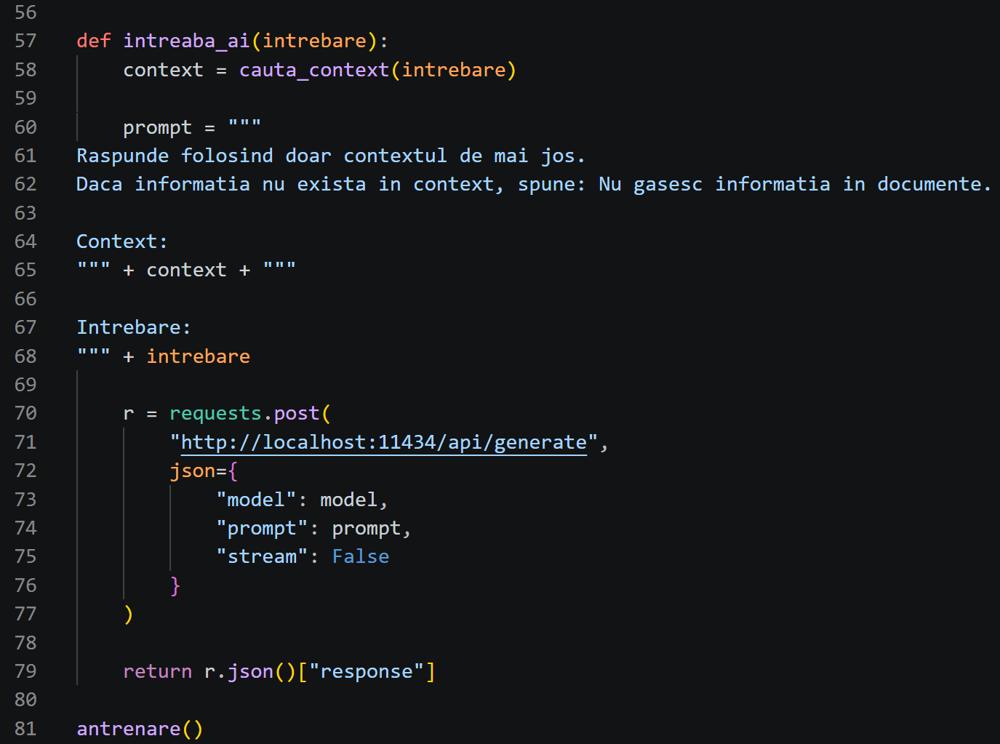 56
57 def intreaba_ai(intrebare):
58     context = cauta_context(intrebare)
59
60     prompt = """
61 Raspunde folosind doar contextul de mai jos.
62 Daca informatia nu exista in context, spune: Nu gasesc informatia in documente.
63
64 Context:
65 """ + context + """
66
67 Intrebare:
68 """ + intrebare
69
70     r = requests.post(
71         "http://localhost:11434/api/generate",
72         json={
73             "model": model,
74             "prompt": prompt,
75             "stream": False
76         }
77     )
78
79     return r.json()["response"]
80
81 antrenare()